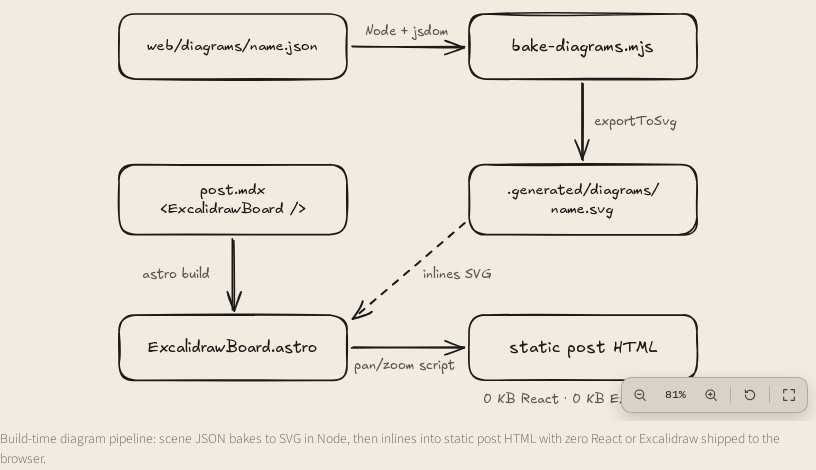 web/diagrams/name.json
Node + jsdom
bake-diagrams.mjs
exportToSvg
post.mdx
<ExcalidrawBoard />
.generated/diagrams/
name.svg
astro build
inlines SVG
ExcalidrawBoard.astro
pan/zoom script
static post HTML
0 KB React · 0 KB
81%
Build-time diagram pipeline: scene JSON bakes to SVG in Node, then inlines into static post HTML with zero React or Excalidraw shipped to the
browser.